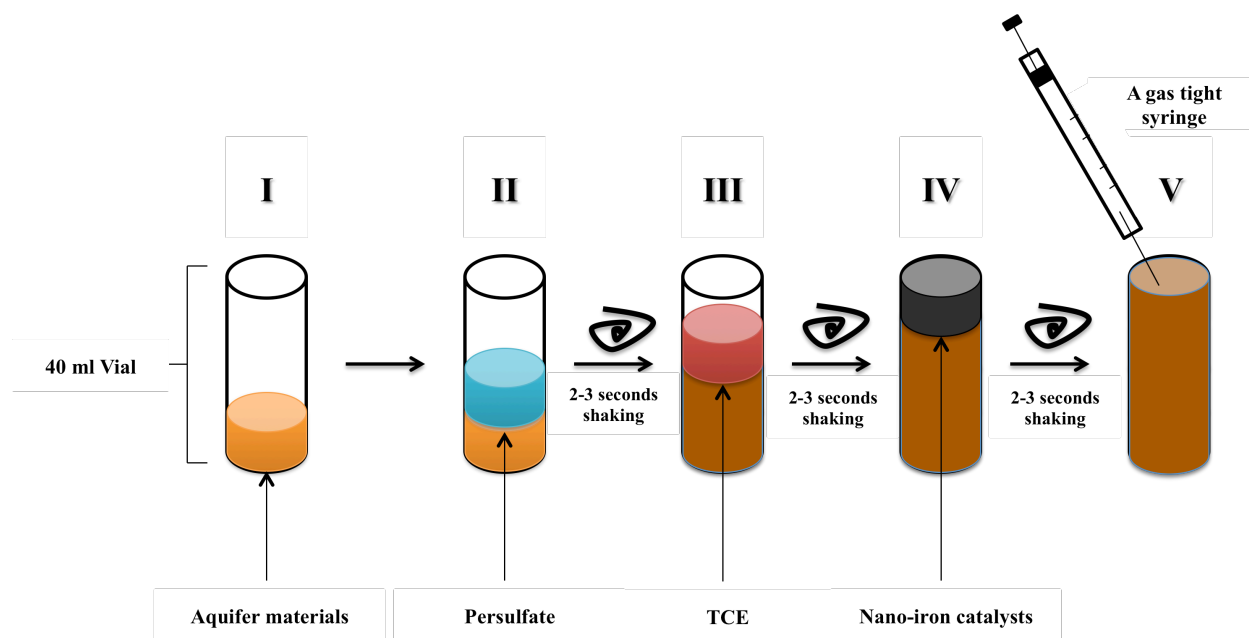 A gas tight
syringe
I
II
III
IV
V
40 ml Vial
2-3 seconds
shaking
2-3 seconds
shaking
2-3 seconds
shaking
Aquifer materials
Persulfate
TCE
Nano-iron catalysts